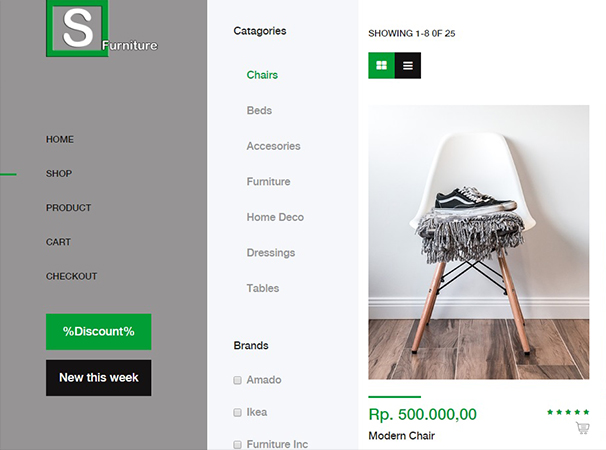 S
Furniture
HOME
SHOP
PRODUCT
CART
CHECKOUT
%Discount%
New this week
Catagories
Chairs
Beds
Accesories
Furniture
Home Deco
Dressings
Tables
Brands
Amado
Ikea
Furniture Inc
SHOWING 1-8 0F 25
Rp. 500.000,00
Modern Chair